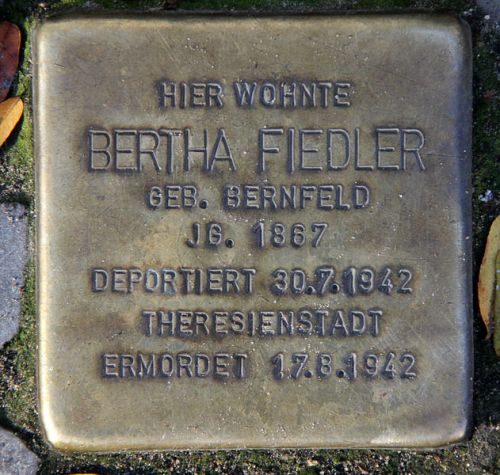 HIER WOHNTE
BERTHA FIEDLER
GEB. BERNFELD
JG. 1867
DEPORTIERT 30.7.1942
THERESIENSTADT
ERMORDET 17.8.1942